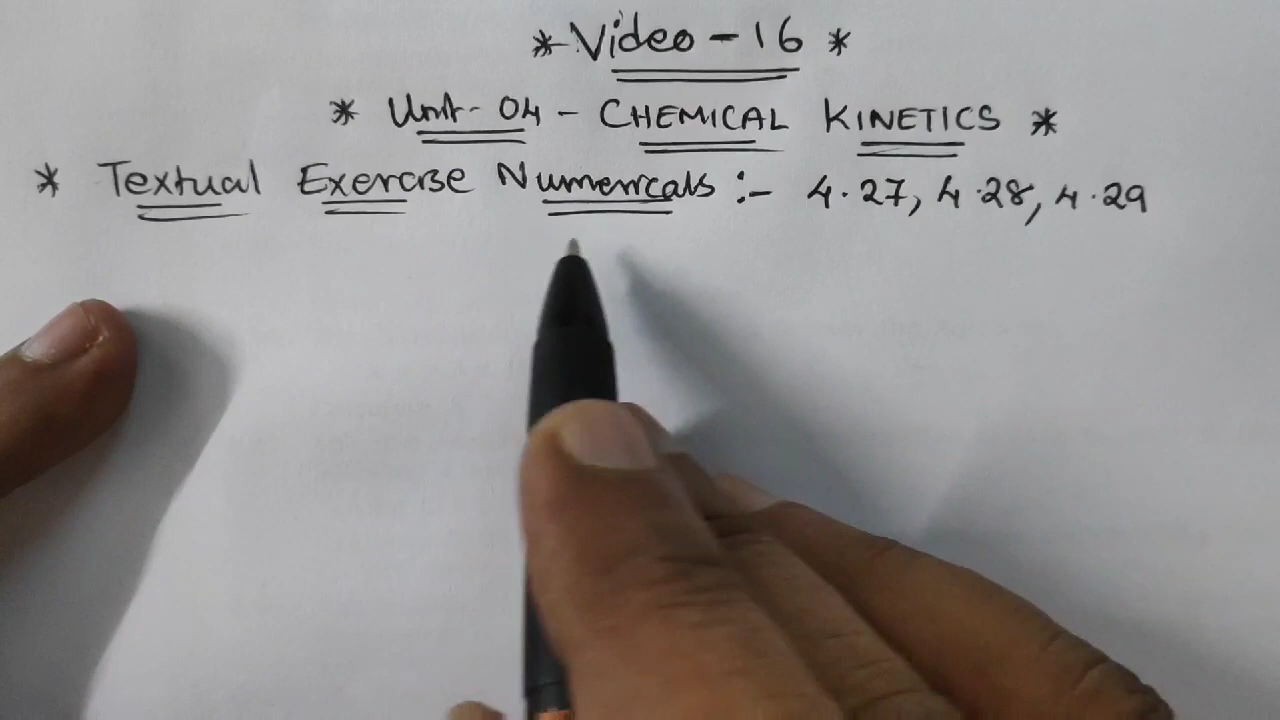 * Video - 16 *
* Unit - 04 - CHEMICAL KINETICS *
* Textual Exercise Numericals :- 4.27, 4.28, 4.29